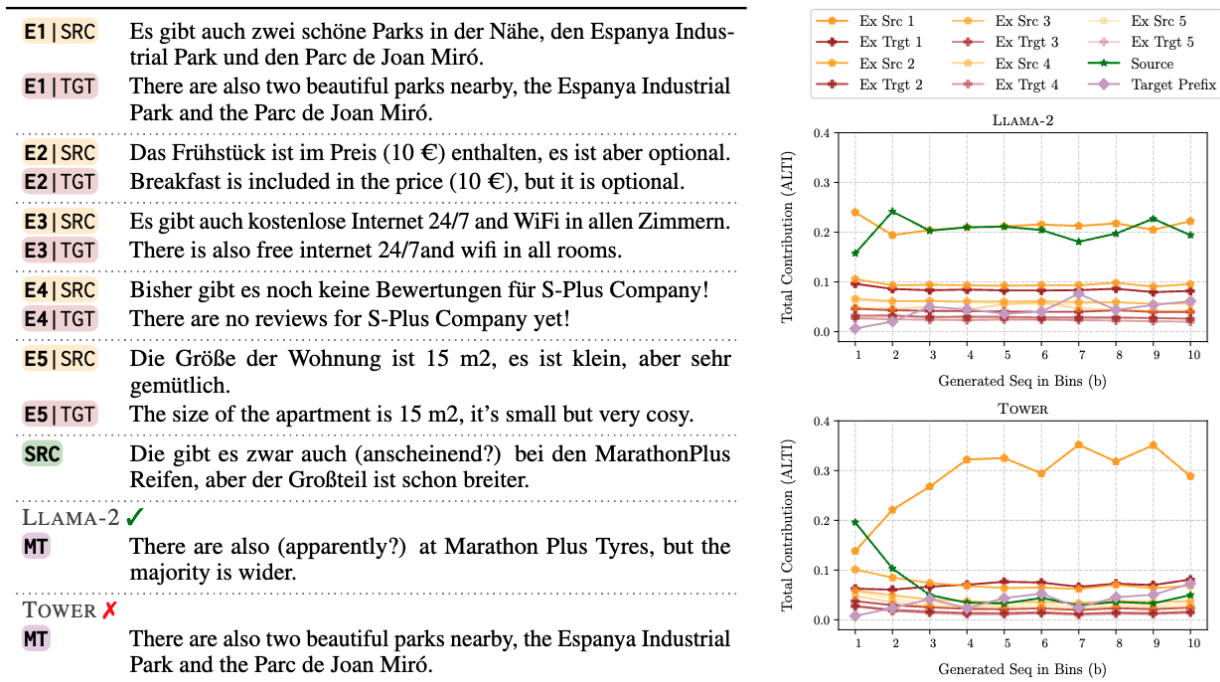 E1|SRC Es gibt auch zwei schöne Parks in der Nähe, den Espanya Indus-
trial Park und den Parc de Joan Miró.
E1|TGT There are also two beautiful parks nearby, the Espanya Industrial
Park and the Parc de Joan Miró.
E2|SRC Das Frühstück ist im Preis (10 €) enthalten, es ist aber optional.
E2|TGT Breakfast is included in the price (10 €), but it is optional.
E3|SRC Es gibt auch kostenlose Internet 24/7 and WiFi in allen Zimmern.
E3|TGT There is also free internet 24/7and wifi in all rooms.
E4|SRC Bisher gibt es noch keine Bewertungen für S-Plus Company!
E4|TGT There are no reviews for S-Plus Company yet!
E5|SRC Die Größe der Wohnung ist 15 m2, es ist klein, aber sehr
gemütlich.
E5|TGT The size of the apartment is 15 m2, it's small but very cosy.
SRC Die gibt es zwar auch (anscheinend?) bei den MarathonPlus
Reifen, aber der Großteil ist schon breiter.
LLAMA-2 ✓
MT There are also (apparently?) at Marathon Plus Tyres, but the
majority is wider.
TOWER ✗
MT There are also two beautiful parks nearby, the Espanya Industrial
Park and the Parc de Joan Miró.
Ex Src 1 Ex Src 3 Ex Src 5
Ex Trgt 1 Ex Trgt 3 Ex Trgt 5
Ex Src 2 Ex Src 4 Source
Ex Trgt 2 Ex Trgt 4 Target Prefix
LLAMA-2
Total Contribution (ALTI)
0.4
0.3
0.2
0.1
0.0
1 2 3 4 5 6 7 8 9 10
Generated Seq in Bins (b)
TOWER
Total Contribution (ALTI)
0.4
0.3
0.2
0.1
0.0
1 2 3 4 5 6 7 8 9 10
Generated Seq in Bins (b)